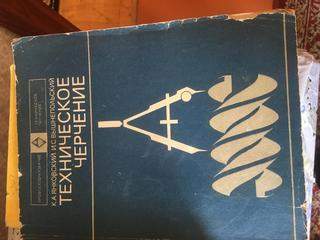 К.А.ЯНКОВСКИЙ И И.С.ВЫШНЕПОЛЬСКИЙ
ТЕХНИЧЕСКОЕ
ЧЕРЧЕНИЕ